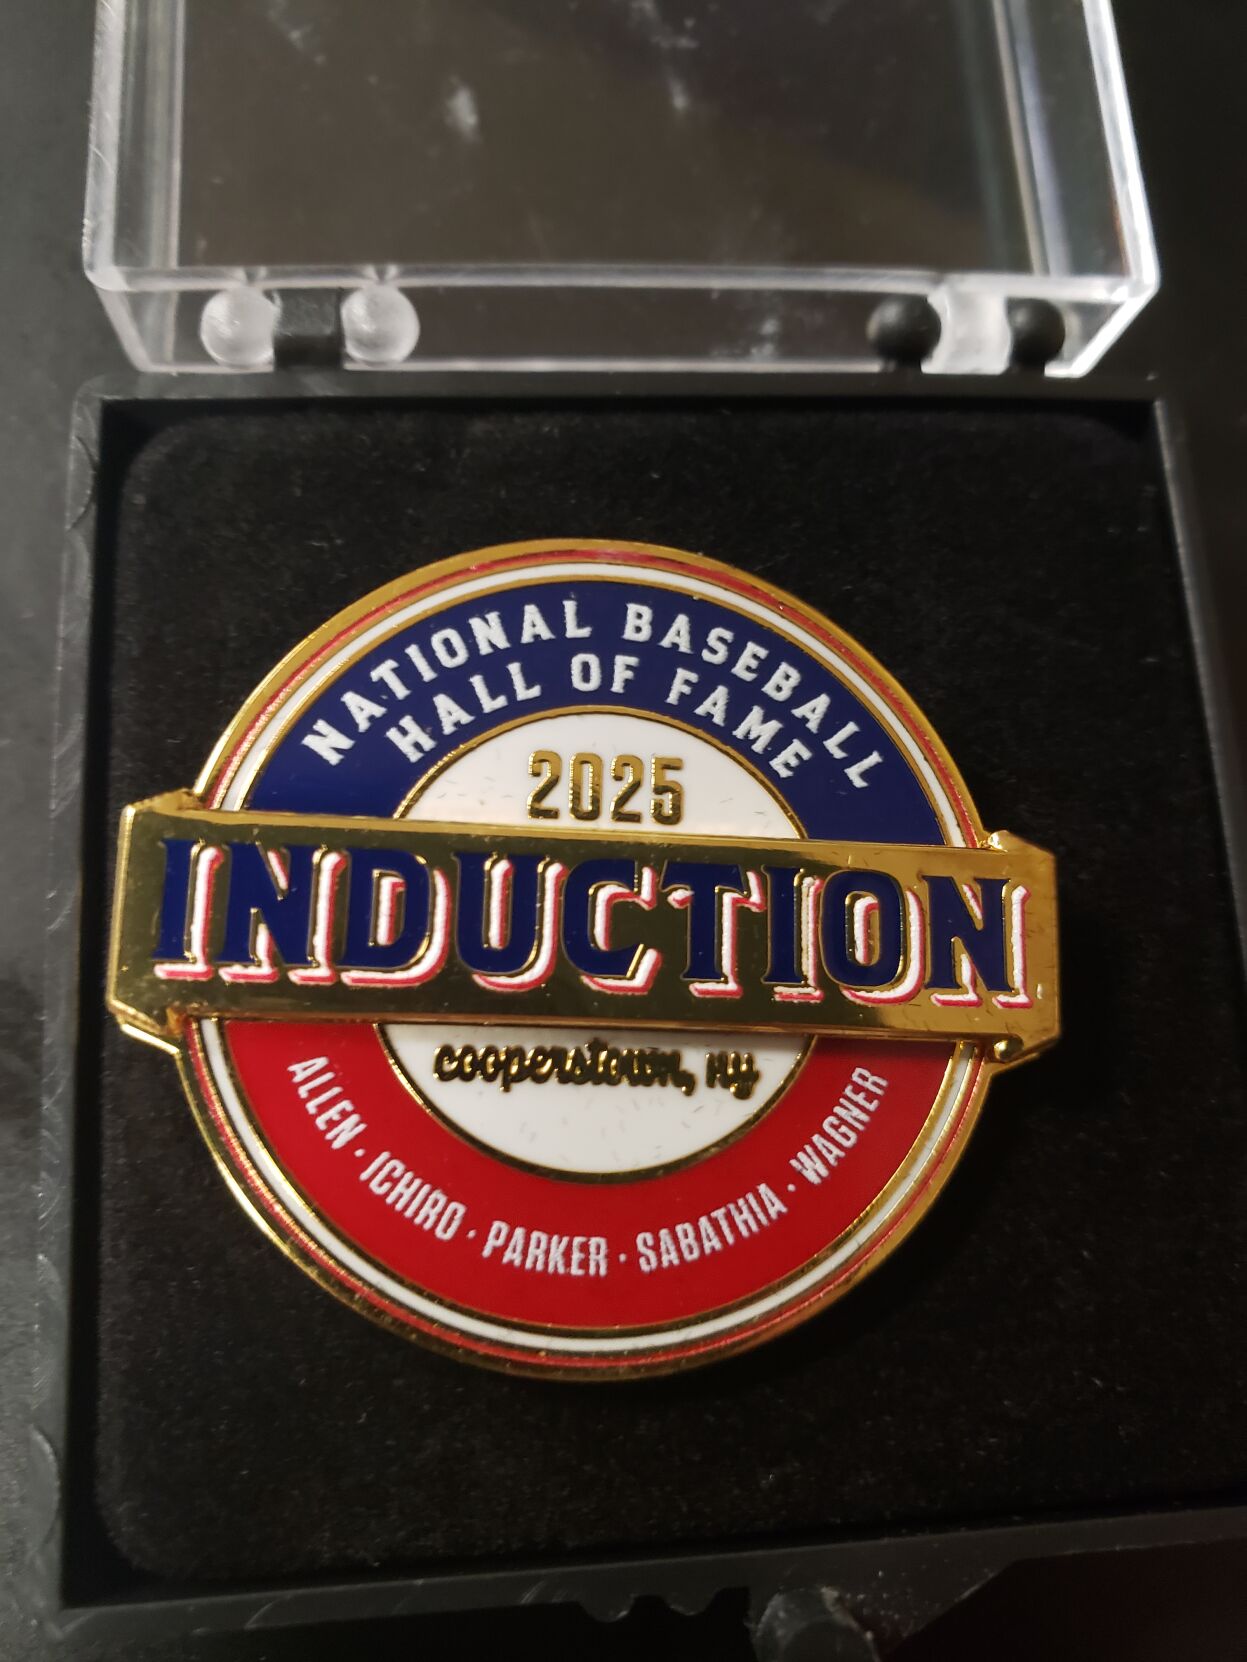 NATIONAL BASEBALL
HALL OF FAME
2025
INDUCTION
cooperstown, NY
ALLEN · ICHIRO · PARKER · SABATHIA · WAGNER